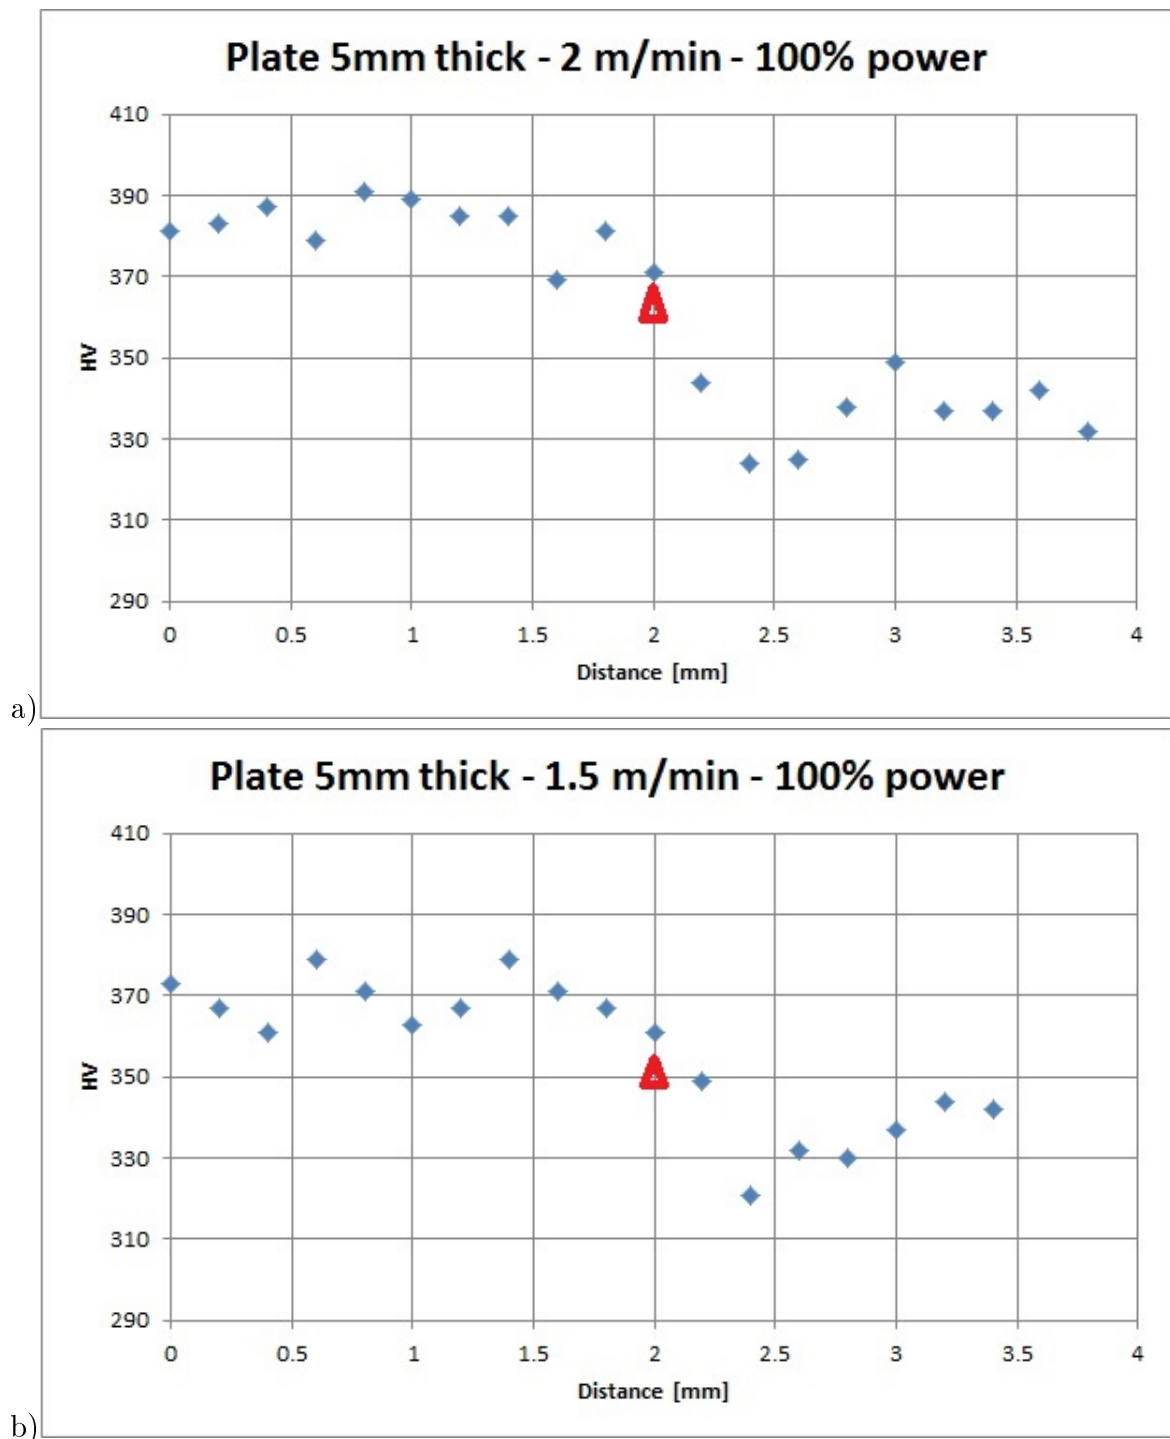 Plate 5mm thick - 2 m/min - 100% power
410
390
370
350
330
310
290
HV
0 0.5 1 1.5 2 2.5 3 3.5 4
Distance [mm]
a)
Plate 5mm thick - 1.5 m/min - 100% power
410
390
370
350
330
310
290
HV
0 0.5 1 1.5 2 2.5 3 3.5 4
Distance [mm]
b)